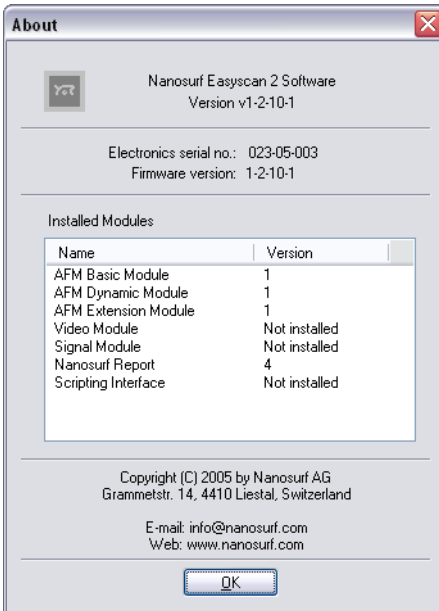 About
Nanosurf Easyscan 2 Software
Version v1-2-10-1
Electronics serial no.: 023-05-003
Firmware version: 1-2-10-1
Installed Modules
Name Version
AFM Basic Module 1
AFM Dynamic Module 1
AFM Extension Module 1
Video Module Not installed
Signal Module Not installed
Nanosurf Report 4
Scripting Interface Not installed
Copyright (C) 2005 by Nanosurf AG
Grammetstr. 14, 4410 Liestal, Switzerland
E-mail: info@nanosurf.com
Web: www.nanosurf.com
OK